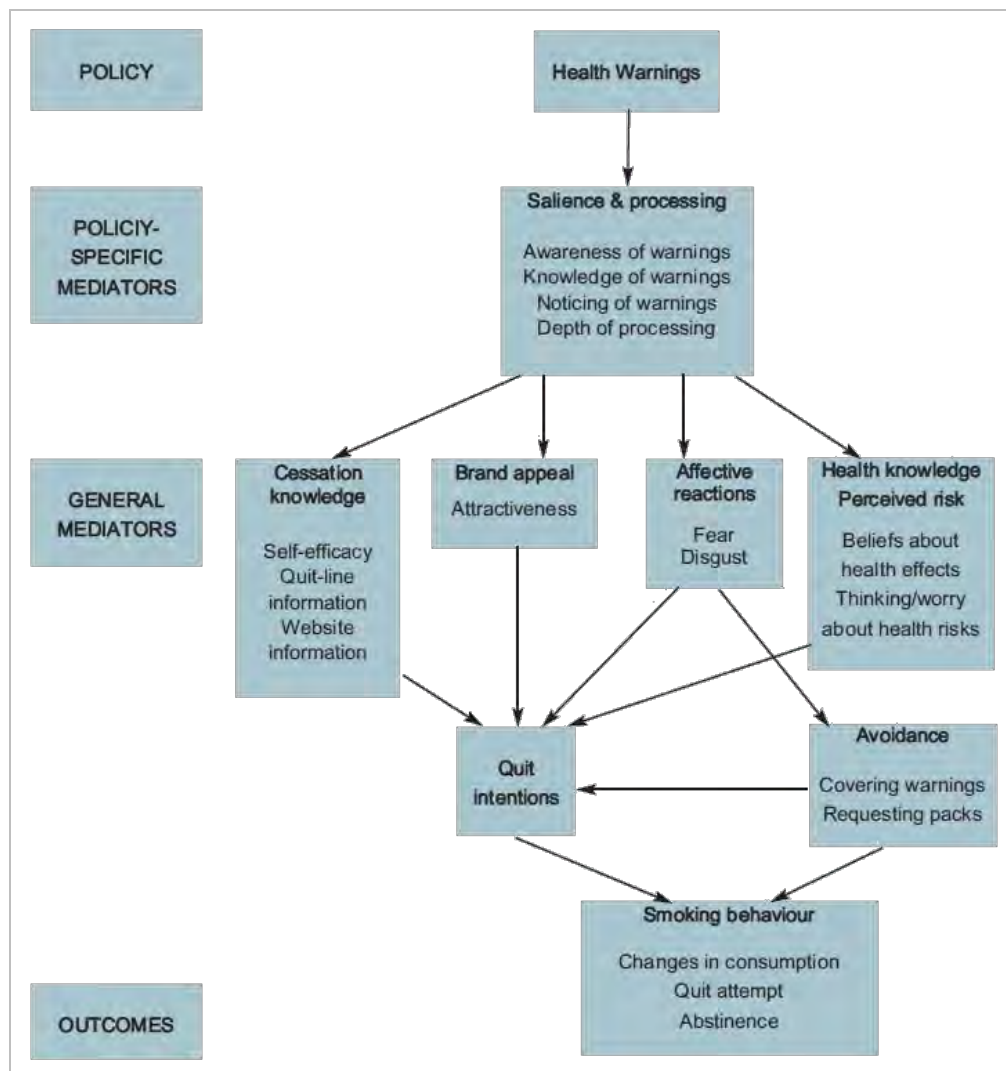 POLICY
Health Warnings
POLICIY-
SPECIFIC
MEDIATORS
Salience & processing
Awareness of warnings
Knowledge of warnings
Noticing of warnings
Depth of processing
GENERAL
MEDIATORS
Cessation
knowledge
Self-efficacy
Quit-line
information
Website
information
Brand appeal
Attractiveness
Affective
reactions
Fear
Disgust
Health knowledge
Perceived risk
Beliefs about
health effects
Thinking/worry
about health risks
Quit
intentions
Avoidance
Covering warnings
Requesting packs
Smoking behaviour
Changes in consumption
Quit attempt
Abstinence
OUTCOMES